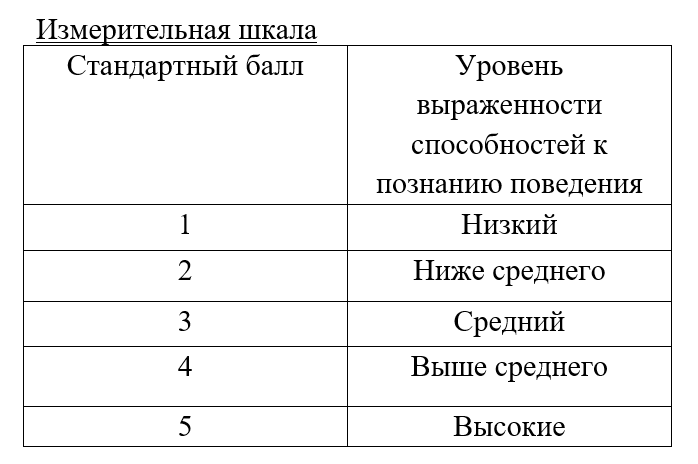 Измерительная шкала
Стандартный балл
Уровень
выраженности
способностей к
познанию поведения
1 Низкий
2 Ниже среднего
3 Средний
4 Выше среднего
5 Высокие